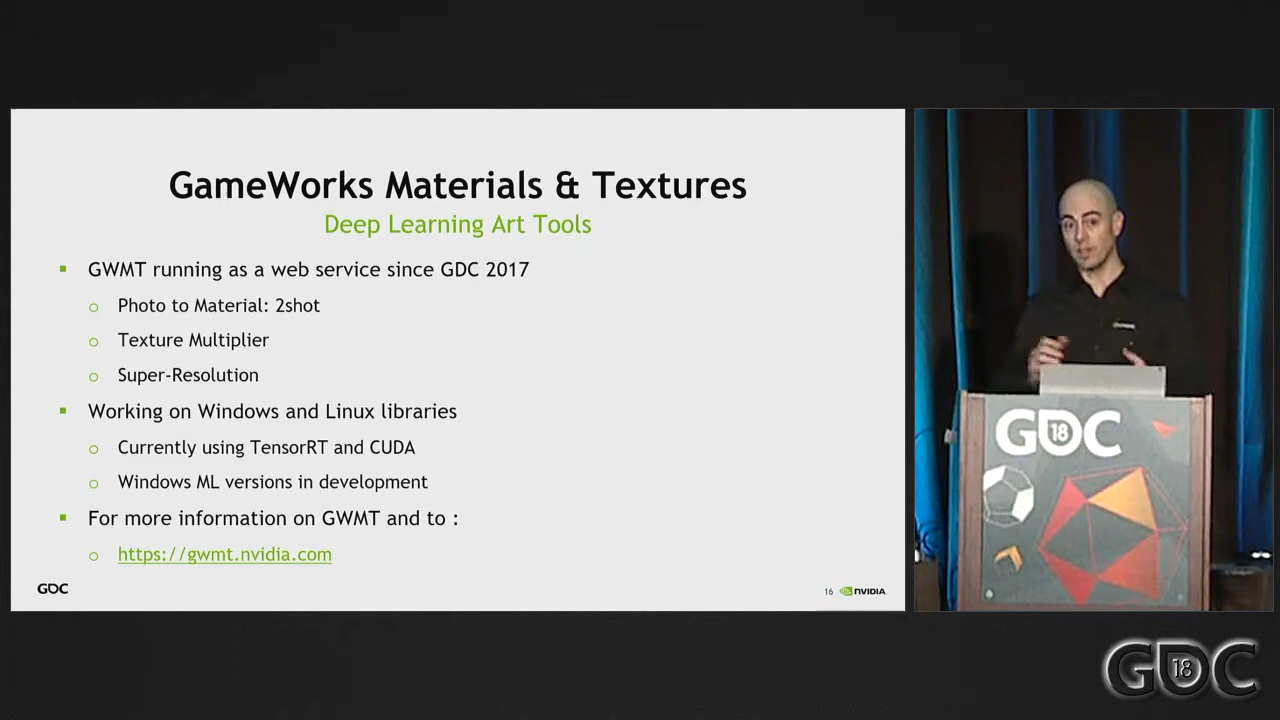 GameWorks Materials & Textures
Deep Learning Art Tools
GWMT running as a web service since GDC 2017
Photo to Material: 2shot
Texture Multiplier
Super-Resolution
Working on Windows and Linux libraries
Currently using TensorRT and CUDA
Windows ML versions in development
For more information on GWMT and to :
https://gwmt.nvidia.com
GDC
16 NVIDIA
GDC
18
GDC
18